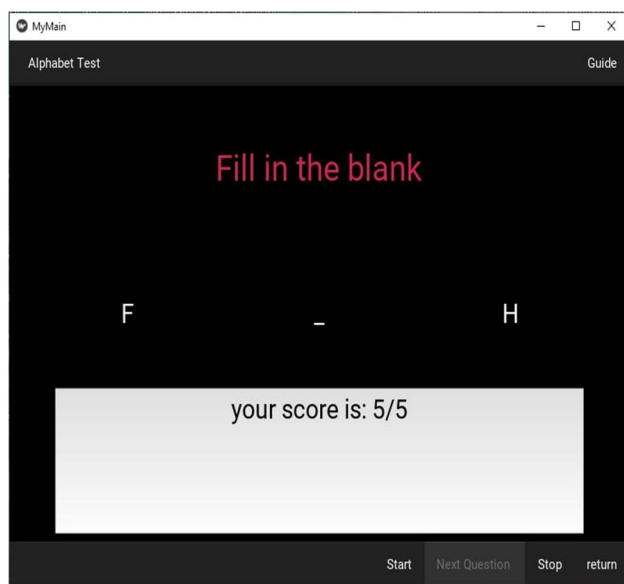 MyMain
Alphabet Test Guide
Fill in the blank
F _ H
your score is: 5/5
Start Next Question Stop return